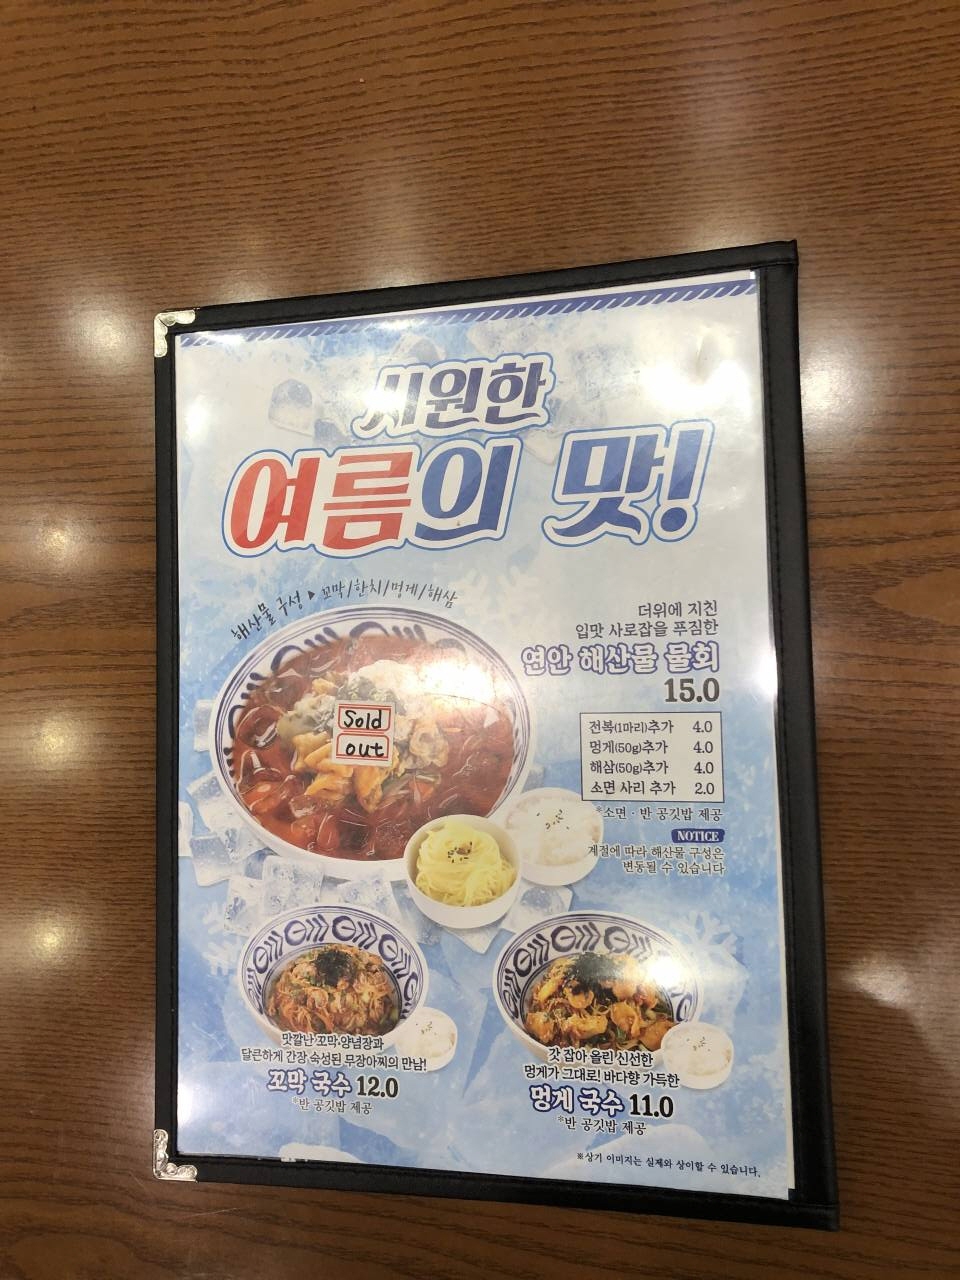 씨원한
여름의 맛!
해산물 구성 ▶ 꼬막/한치/멍게/해삼
Sold
out
더위에 지친
입맛 사로잡을 푸짐한
연안 해산물 물회
15.0
전복(1마리)추가 4.0
멍게(50g)추가 4.0
해삼(50g)추가 4.0
소면 사리 추가 2.0
*소면·반 공깃밥 제공
NOTICE
계절에 따라 해산물 구성은
변동될 수 있습니다
맛깔난 꼬막·양념장과
달큰하게 간장 숙성된 무장아찌의 만남!
꼬막 국수 12.0
*반 공깃밥 제공
갓 잡아 올린 신선한
멍게가 그대로! 바다향 가득한
멍게 국수 11.0
*반 공깃밥 제공
※상기 이미지는 실제와 상이할 수 있습니다.